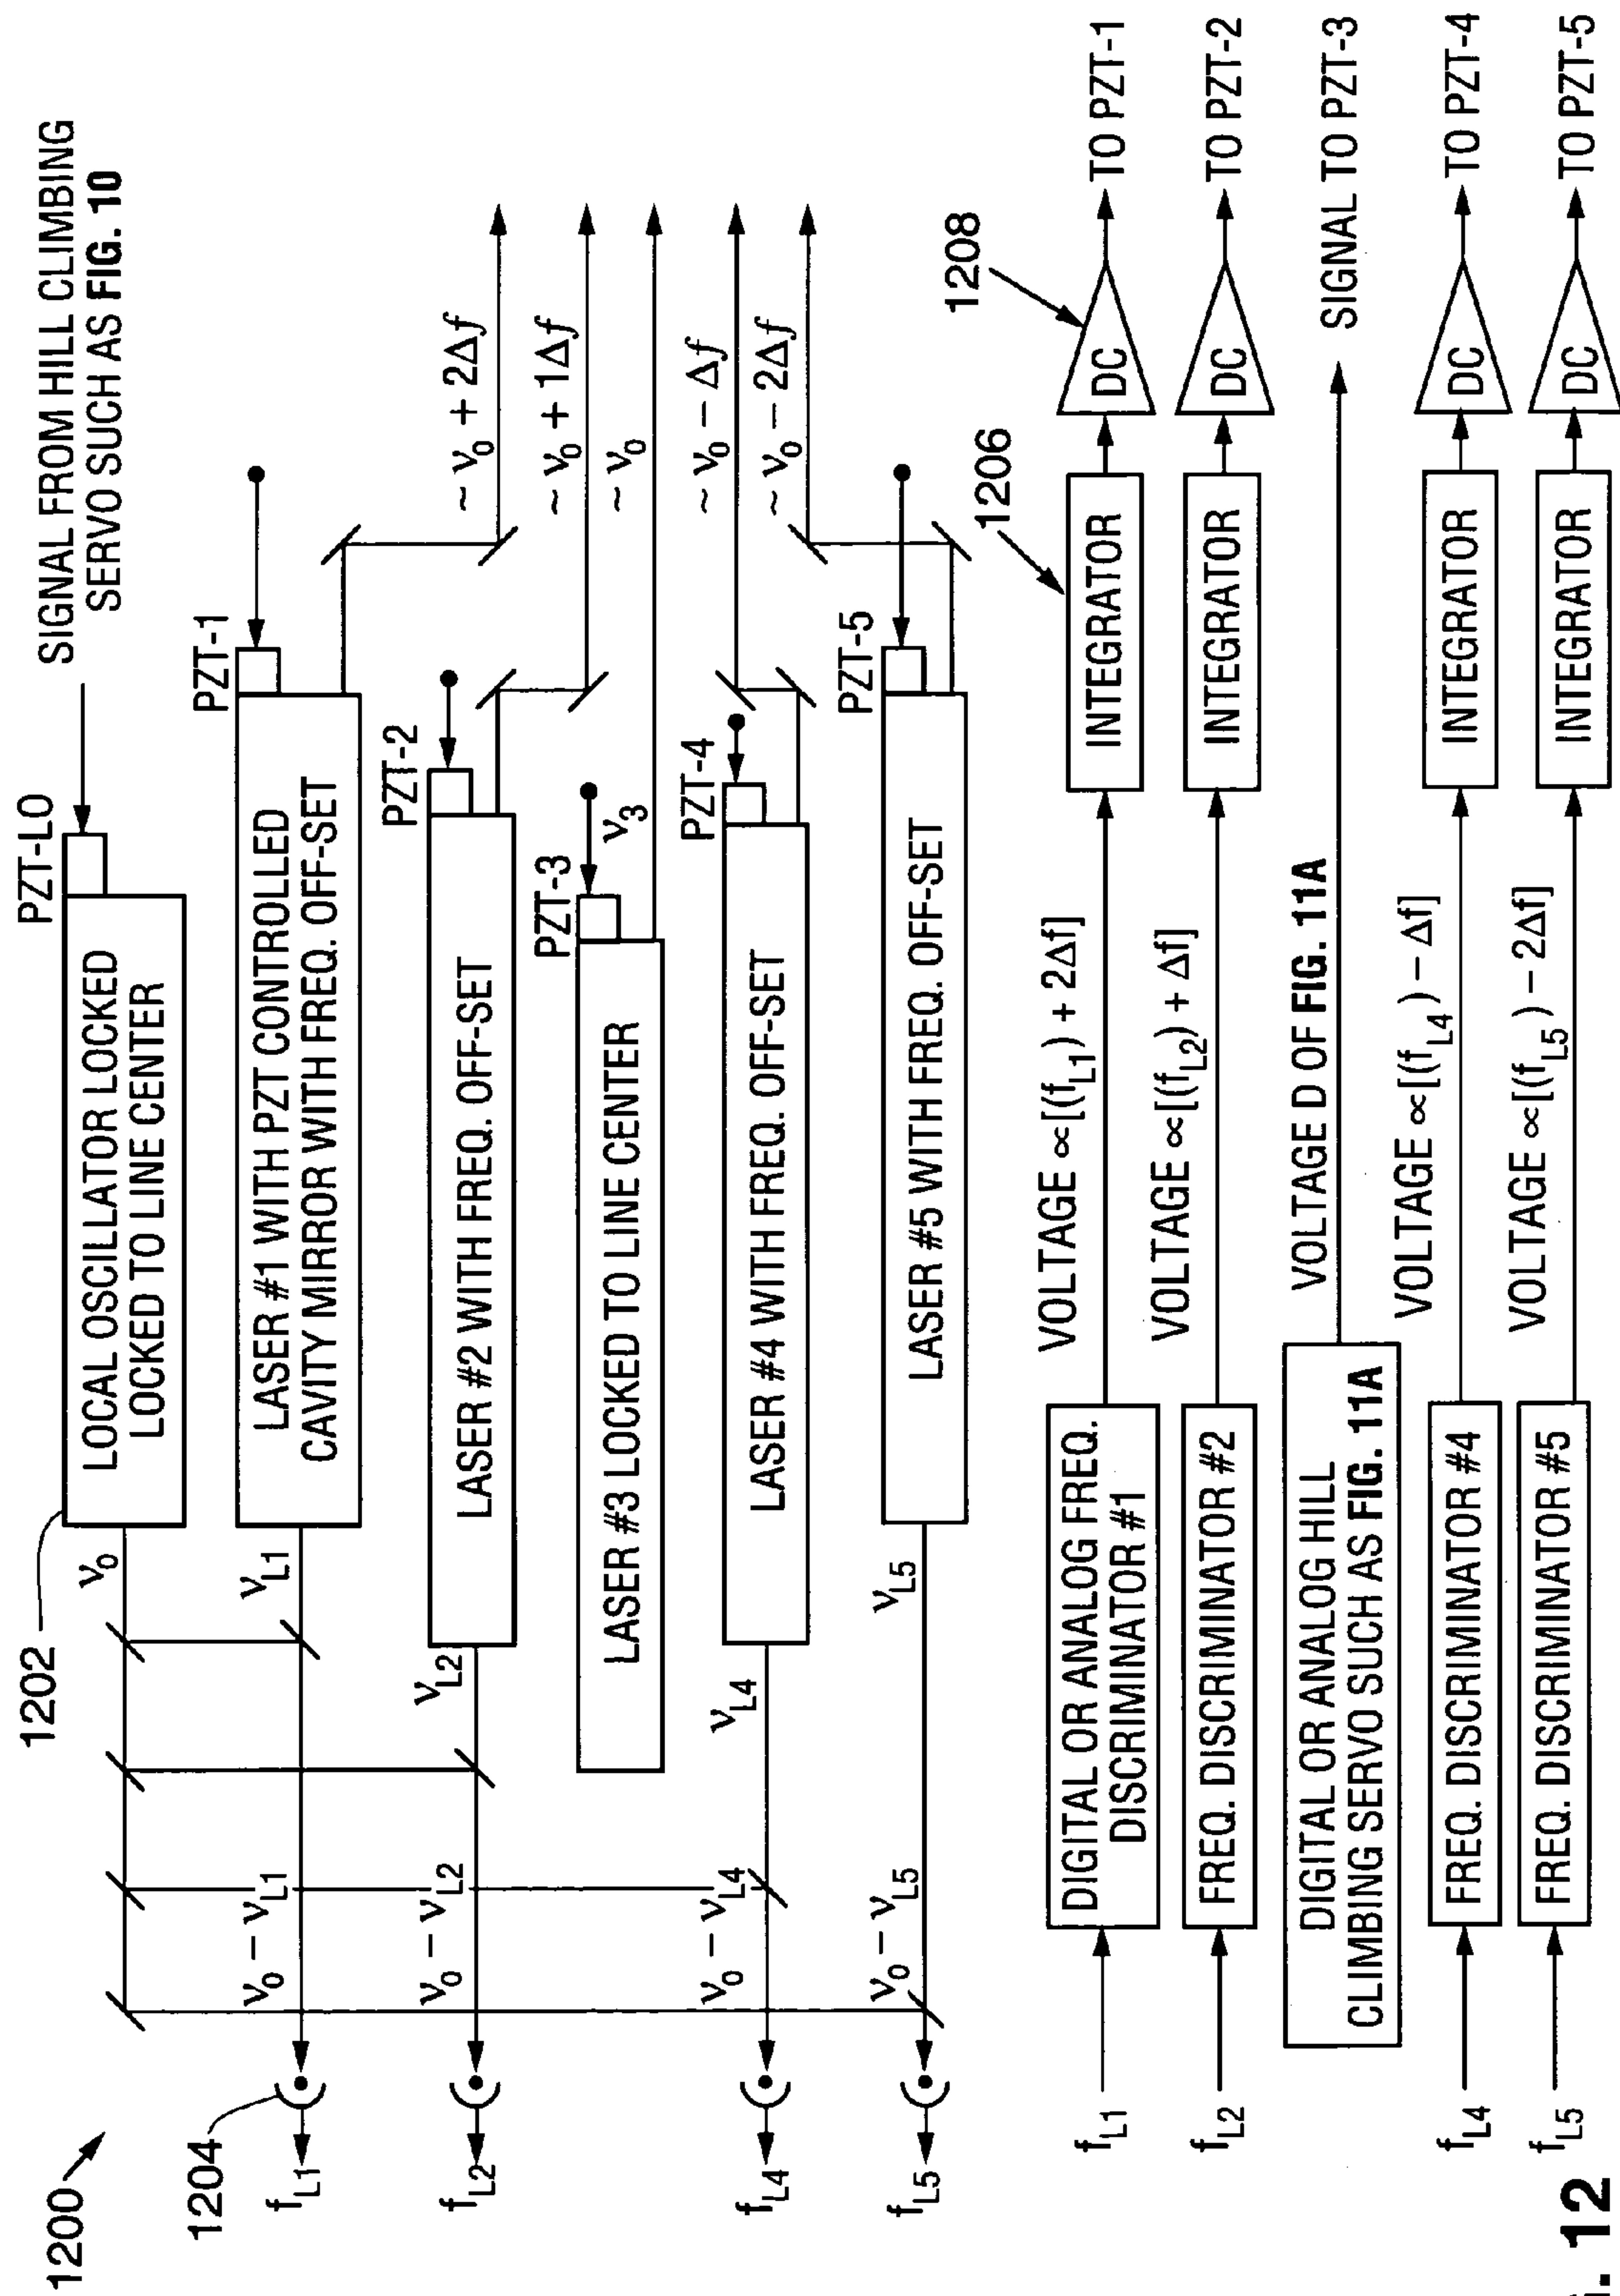 1200
1202
SIGNAL FROM HILL CLIMBING
SERVO SUCH AS FIG. 10
PZT-LO
LOCAL OSCILLATOR LOCKED
LOCKED TO LINE CENTER
ν0
PZT-1
LASER #1 WITH PZT CONTROLLED
CAVITY MIRROR WITH FREQ. OFF-SET
νL1
1204
fL1
ν0 – νL1
~ ν0 + 2Δf
PZT-2
LASER #2 WITH FREQ. OFF-SET
νL2
fL2
ν0 – νL2
~ ν0 + 1Δf
PZT-3
ν3
LASER #3 LOCKED TO LINE CENTER
~ ν0
PZT-4
LASER #4 WITH FREQ. OFF-SET
νL4
fL4
ν0 – νL4
~ ν0 – Δf
PZT-5
LASER #5 WITH FREQ. OFF-SET
νL5
fL5
ν0 – νL5
~ ν0 – 2Δf
fL1
DIGITAL OR ANALOG FREQ.
DISCRIMINATOR #1
VOLTAGE ∝[(fL1) + 2Δf]
1206
INTEGRATOR
1208
DC
TO PZT-1
fL2
FREQ. DISCRIMINATOR #2
VOLTAGE ∝[(fL2) + Δf]
INTEGRATOR
DC
TO PZT-2
DIGITAL OR ANALOG HILL
CLIMBING SERVO SUCH AS FIG. 11A
VOLTAGE D OF FIG. 11A
SIGNAL TO PZT-3
fL4
FREQ. DISCRIMINATOR #4
VOLTAGE ∝[(fL4) – Δf]
INTEGRATOR
DC
TO PZT-4
fL5
FREQ. DISCRIMINATOR #5
VOLTAGE ∝[(fL5) – 2Δf]
INTEGRATOR
DC
TO PZT-5
12